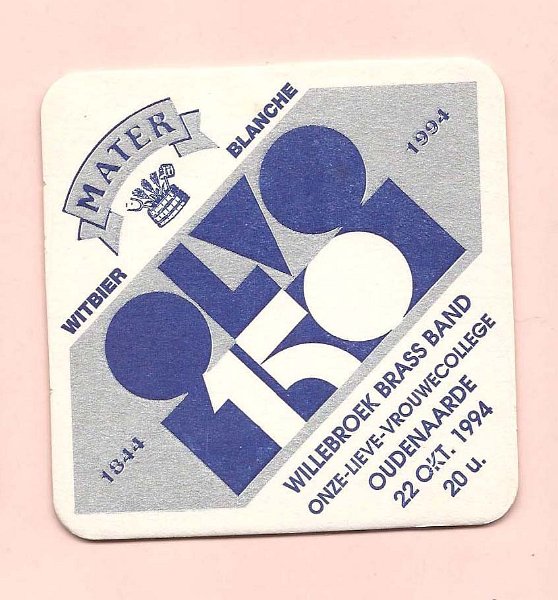 MATER
WITBIER BLANCHE
1994
OLVC
150
1844
WILLEBROEK BRASS BAND
ONZE-LIEVE-VROUWECOLLEGE
OUDENAARDE
22 OKT. 1994
20 u.